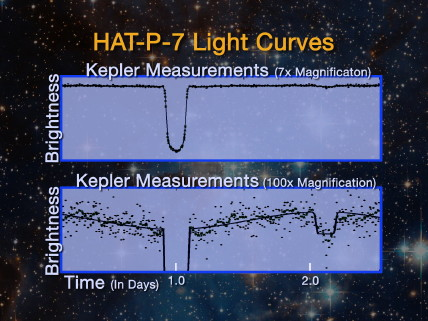 HAT-P-7 Light Curves
Kepler Measurements (7x Magnificaton)
Brightness
Kepler Measurements (100x Magnification)
Brightness
Time (In Days) 1.0 2.0